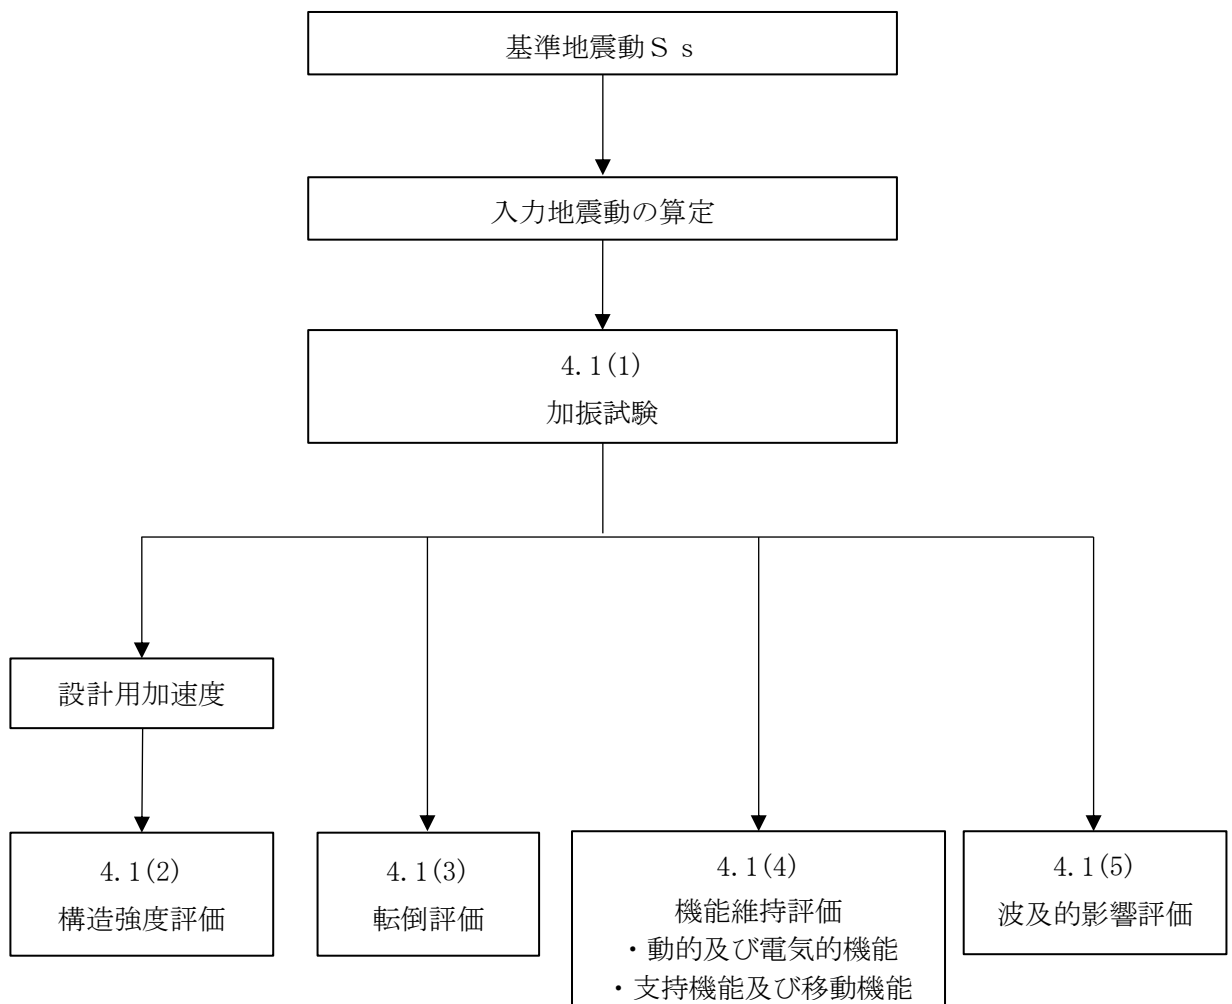 基準地震動Ｓｓ
入力地震動の算定
4.1(1)
加振試験
設計用加速度
4.1(2)
構造強度評価
4.1(3)
転倒評価
4.1(4)
機能維持評価
・動的及び電気的機能
・支持機能及び移動機能
4.1(5)
波及的影響評価